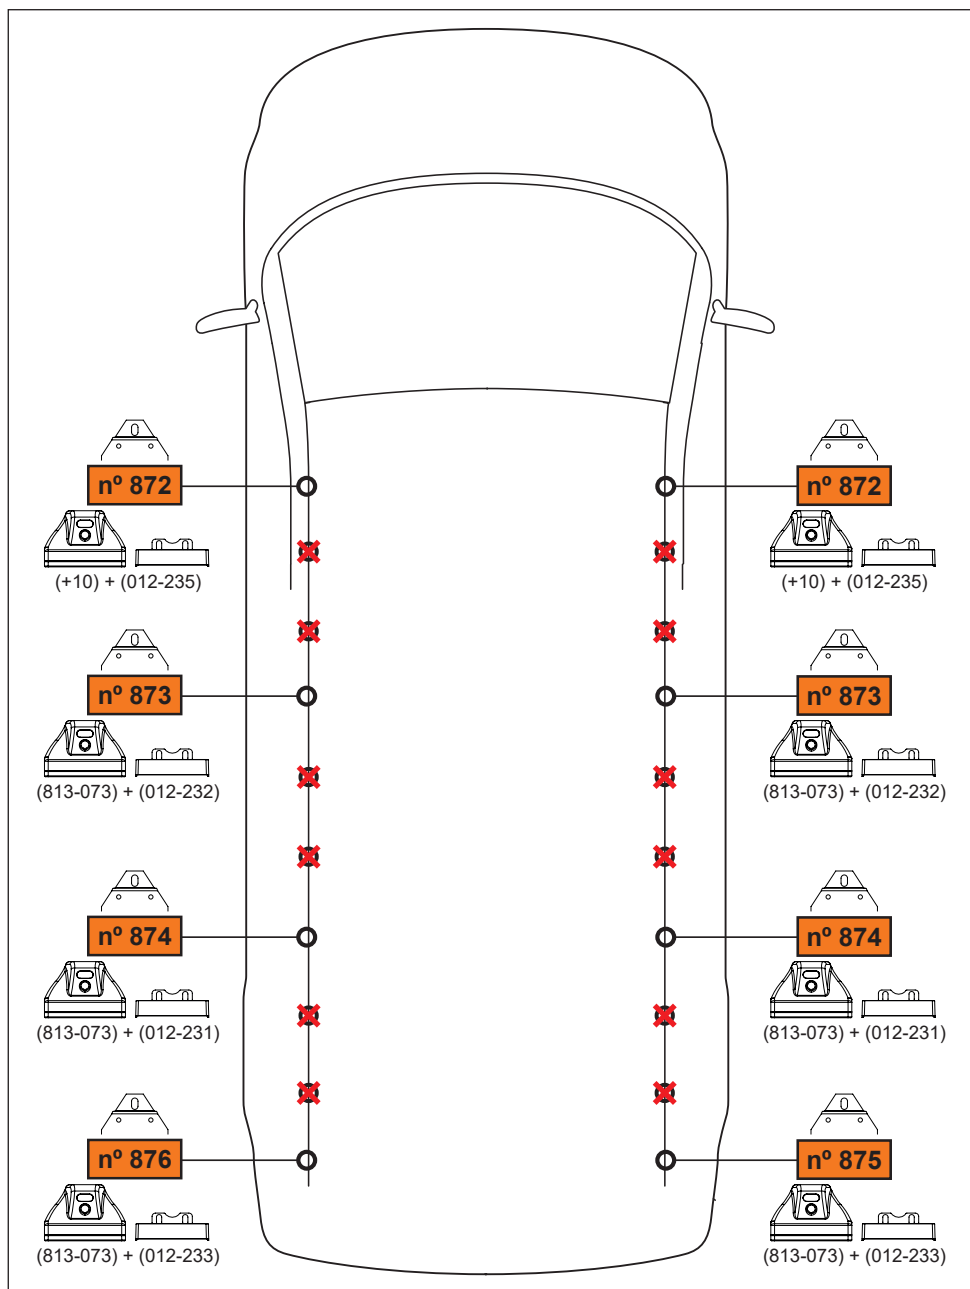 nº 872
nº 872
(+10) + (012-235)
(+10) + (012-235)
nº 873
nº 873
(813-073) + (012-232)
(813-073) + (012-232)
nº 874
nº 874
(813-073) + (012-231)
(813-073) + (012-231)
nº 876
nº 875
(813-073) + (012-233)
(813-073) + (012-233)